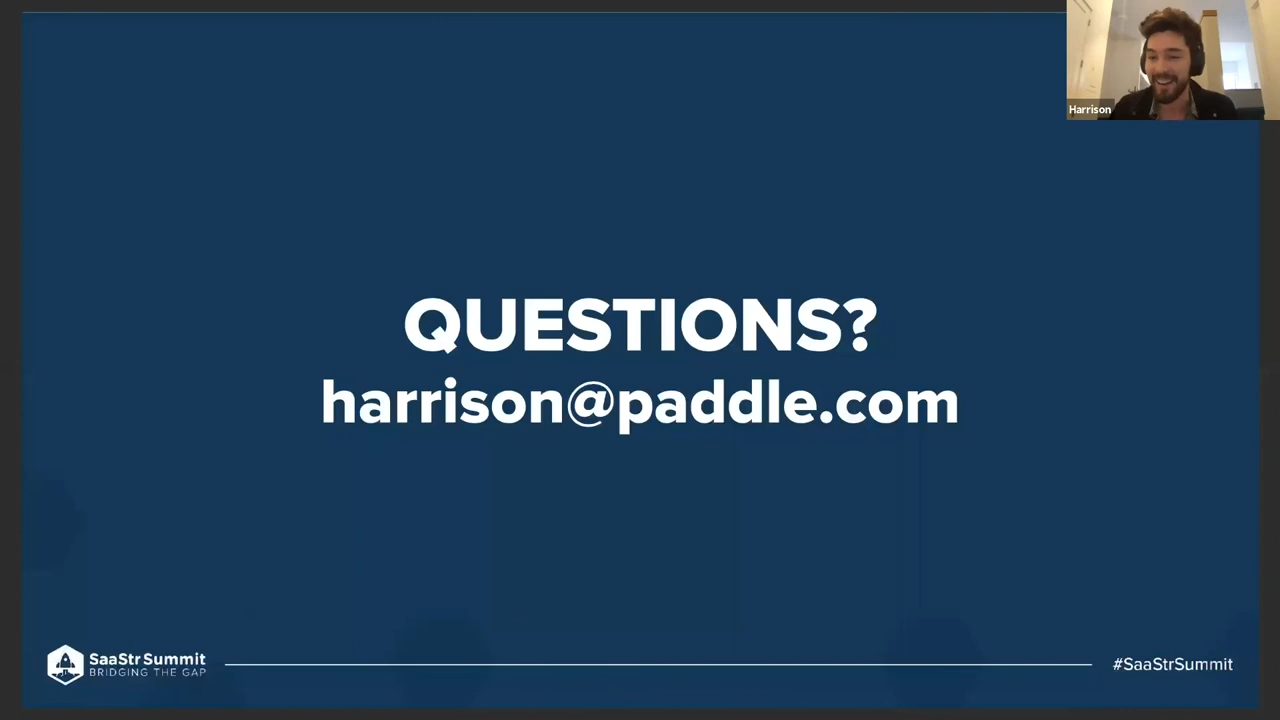 Harrison
QUESTIONS?
harrison@paddle.com
SaaStr Summit
BRIDGING THE GAP
#SaaStrSummit